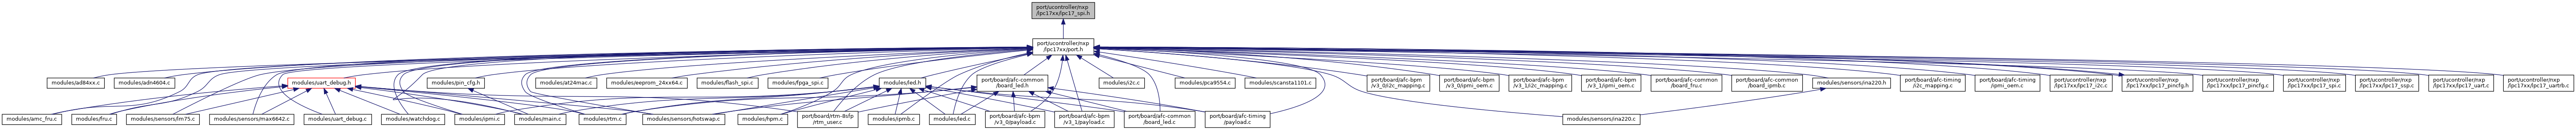 port/ucontroller/nxp
/lpc17xx/lpc17_spi.h
port/ucontroller/nxp
/lpc17xx/port.h
modules/ad84xx.c
modules/adn4604.c
modules/uart_debug.h
modules/pin_cfg.h
modules/at24mac.c
modules/eeprom_24xx64.c
modules/flash_spi.c
modules/fpga_spi.c
modules/led.h
port/board/afc-common
/board_led.h
modules/i2c.c
modules/pca9554.c
modules/scansta1101.c
port/board/afc-bpm
/v3_0/i2c_mapping.c
port/board/afc-bpm
/v3_0/ipmi_oem.c
port/board/afc-bpm
/v3_1/i2c_mapping.c
port/board/afc-bpm
/v3_1/ipmi_oem.c
port/board/afc-common
/board_fru.c
port/board/afc-common
/board_ipmb.c
modules/sensors/ina220.h
port/board/afc-timing
/i2c_mapping.c
port/board/afc-timing
/ipmi_oem.c
port/ucontroller/nxp
/lpc17xx/lpc17_i2c.c
port/ucontroller/nxp
/lpc17xx/lpc17_pincfg.h
port/ucontroller/nxp
/lpc17xx/lpc17_pincfg.c
port/ucontroller/nxp
/lpc17xx/lpc17_spi.c
port/ucontroller/nxp
/lpc17xx/lpc17_ssp.c
port/ucontroller/nxp
/lpc17xx/lpc17_uart.c
port/ucontroller/nxp
/lpc17xx/lpc17_uartrb.c
modules/amc_fru.c
modules/fru.c
modules/sensors/lm75.c
modules/sensors/max6642.c
modules/uart_debug.c
modules/watchdog.c
modules/ipmi.c
modules/main.c
modules/rtm.c
modules/sensors/hotswap.c
modules/hpm.c
port/board/rtm-8sfp
/rtm_user.c
modules/ipmb.c
modules/led.c
port/board/afc-bpm
/v3_0/payload.c
port/board/afc-bpm
/v3_1/payload.c
port/board/afc-common
/board_led.c
port/board/afc-timing
/payload.c
modules/sensors/ina220.c